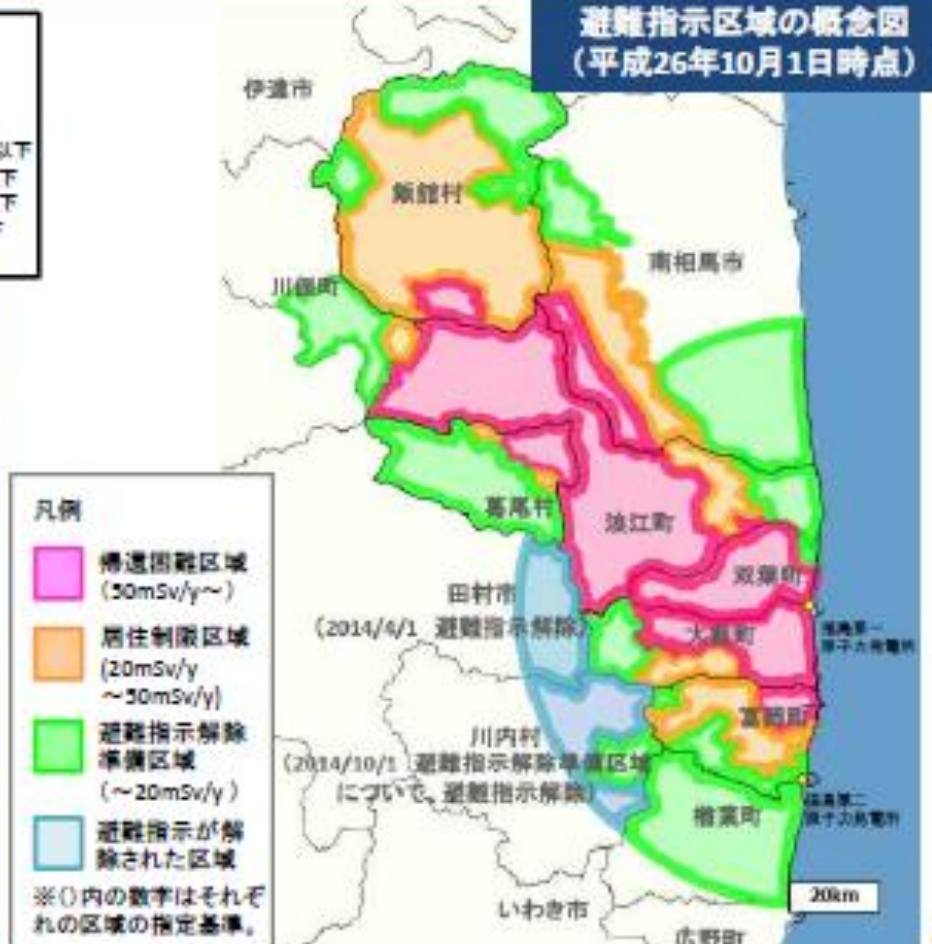 避難指示区域の概念図
（平成26年10月1日時点）
以下
下
下
伊達市
飯舘村
南相馬市
川俣町
葛尾村
浪江町
双葉町
田村市
（2014/4/1 避難指示解除）
大熊町
福島第一
原子力発電所
富岡町
川内村
（2014/10/1 避難指示解除準備区域
について、避難指示解除）
福島第二
原子力発電所
楢葉町
20km
いわき市
広野町
凡例
帰還困難区域
（50mSv/y～）
居住制限区域
(20mSv/y
～50mSv/y)
避難指示解除
準備区域
（～20mSv/y ）
避難指示が解
除された区域
※（）内の数字はそれぞ
れの区域の指定基準。